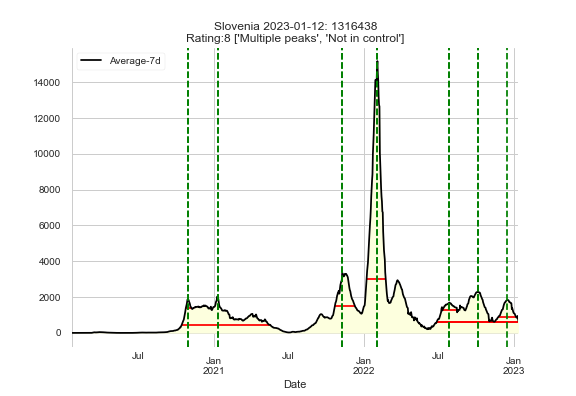 Slovenia 2023-01-12: 1316438
Rating:8 ['Multiple peaks', 'Not in control']
Average-7d
14000
12000
10000
8000
6000
4000
2000
0
Jul
Jan
2021
Jul
Jan
2022
Jul
Jan
2023
Date